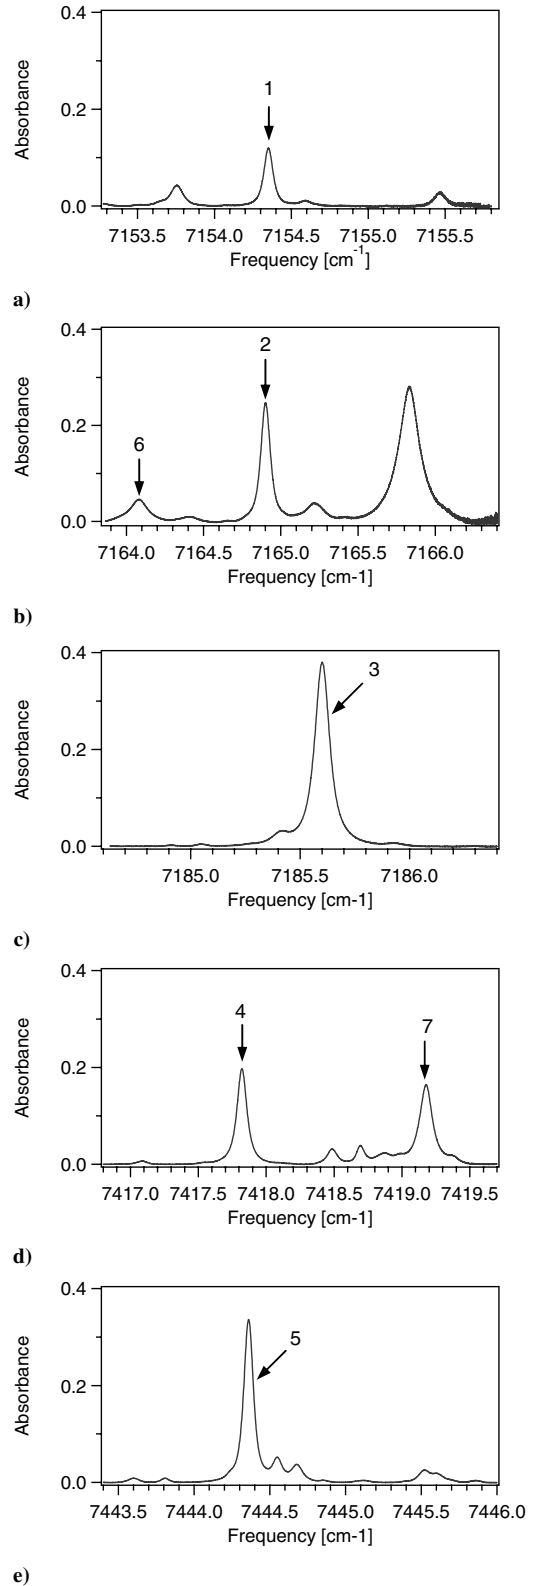 0.4
0.2
0.0
Absorbance
1
7153.5 7154.0 7154.5 7155.0 7155.5
Frequency [cm-1]
a)
0.4
0.2
0.0
Absorbance
2
6
7164.0 7164.5 7165.0 7165.5 7166.0
Frequency [cm-1]
b)
0.4
0.2
0.0
Absorbance
3
7185.0 7185.5 7186.0
Frequency [cm-1]
c)
0.4
0.2
0.0
Absorbance
4
7
7417.0 7417.5 7418.0 7418.5 7419.0 7419.5
Frequency [cm-1]
d)
0.4
0.2
0.0
Absorbance
5
7443.5 7444.0 7444.5 7445.0 7445.5 7446.0
Frequency [cm-1]
e)